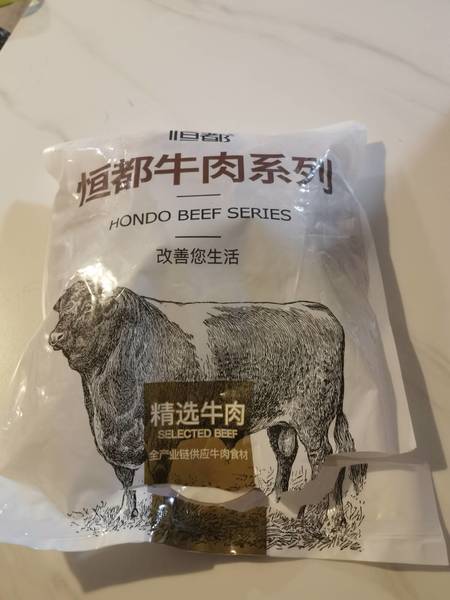 恒都
恒都牛肉系列
HONDO BEEF SERIES
改善您生活
精选牛肉
SELECTED BEEF
全产业链供应牛肉食材